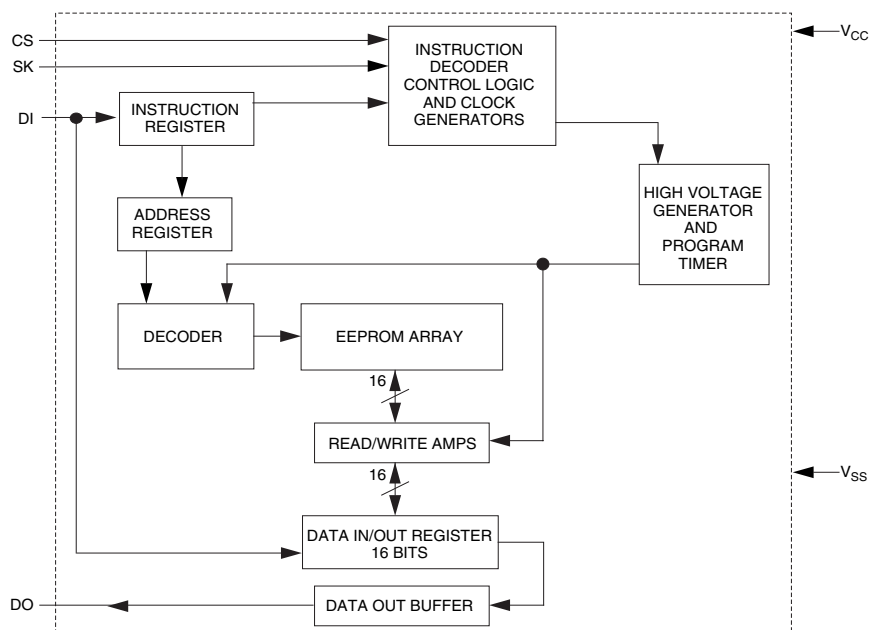 CS
SK
DI
INSTRUCTION
DECODER
CONTROL LOGIC
AND CLOCK
GENERATORS
V_CC
INSTRUCTION
REGISTER
HIGH VOLTAGE
GENERATOR
AND
PROGRAM
TIMER
ADDRESS
REGISTER
DECODER
EEPROM ARRAY
16
READ/WRITE AMPS
16
V_SS
DATA IN/OUT REGISTER
16 BITS
DO
DATA OUT BUFFER